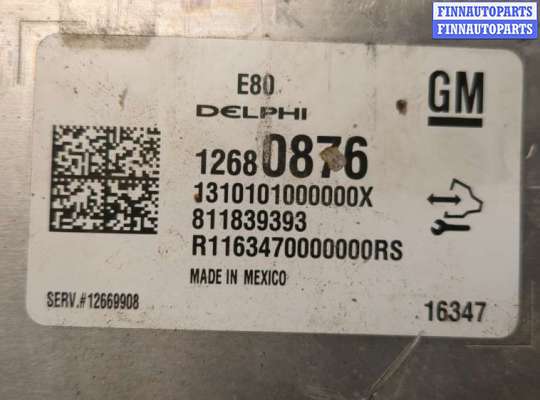 FINNAUTOPARTS
FINNAUTOPARTS
E80
GM
DELPHI
12680876
1310101000000X
811839393
R1163470000000RS
MADE IN MEXICO
SERV.#12669908
16347